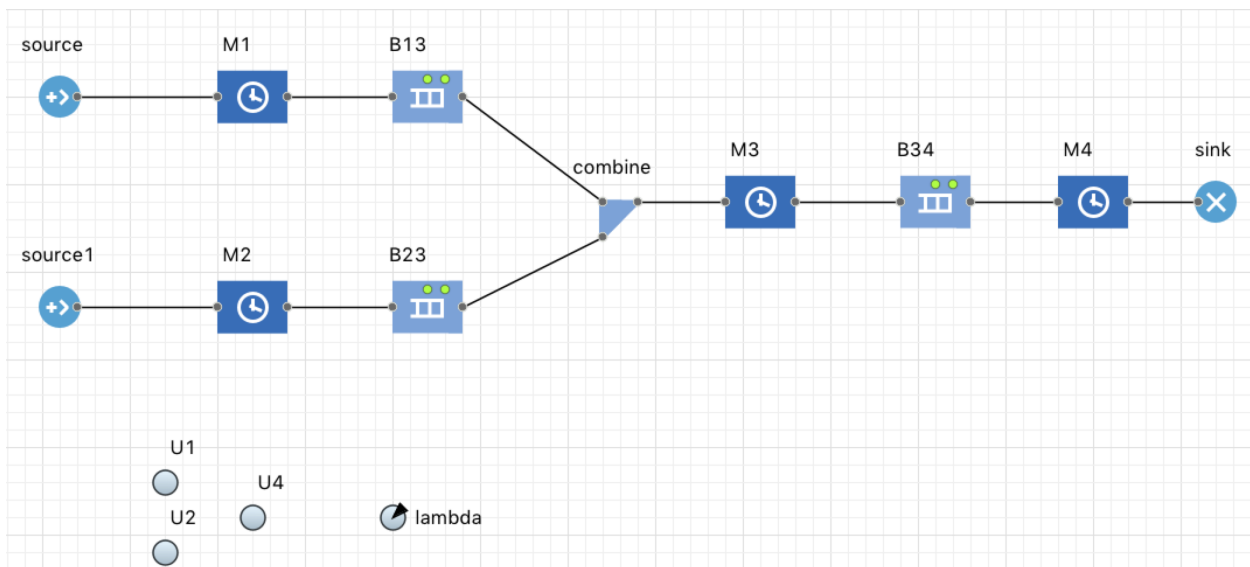 source M1 B13
combine M3 B34 M4 sink
source1 M2 B23
U1
U4
U2 lambda